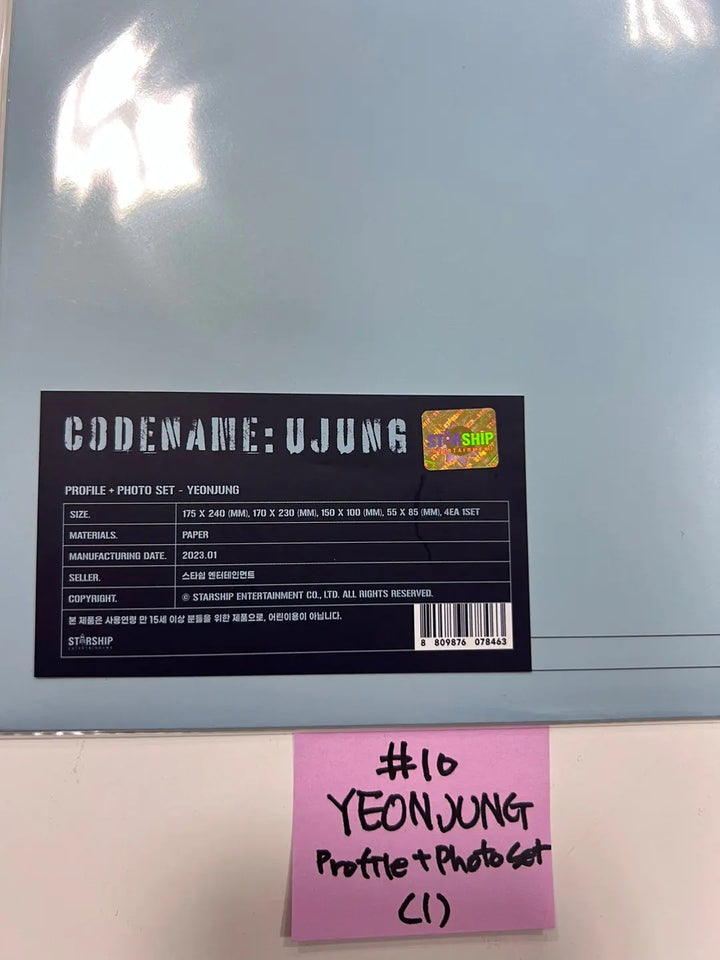 CODENAME: UJUNG
STARSHIP
ENTERTAINMENT
PROFILE + PHOTO SET - YEONJUNG
SIZE. 175 X 240 (MM), 170 X 230 (MM), 150 X 100 (MM), 55 X 85 (MM), 4EA 1SET
MATERIALS. PAPER
MANUFACTURING DATE. 2023.01
SELLER. 스타쉽 엔터테인먼트
COPYRIGHT. © STARSHIP ENTERTAINMENT CO., LTD. ALL RIGHTS RESERVED.
본 제품은 사용연령 만 15세 이상 분들을 위한 제품으로, 어린이용이 아닙니다.
STARSHIP
ENTERTAINMENT
8 809876 078463
#10
YEONJUNG
Profile + Photo Set
(1)